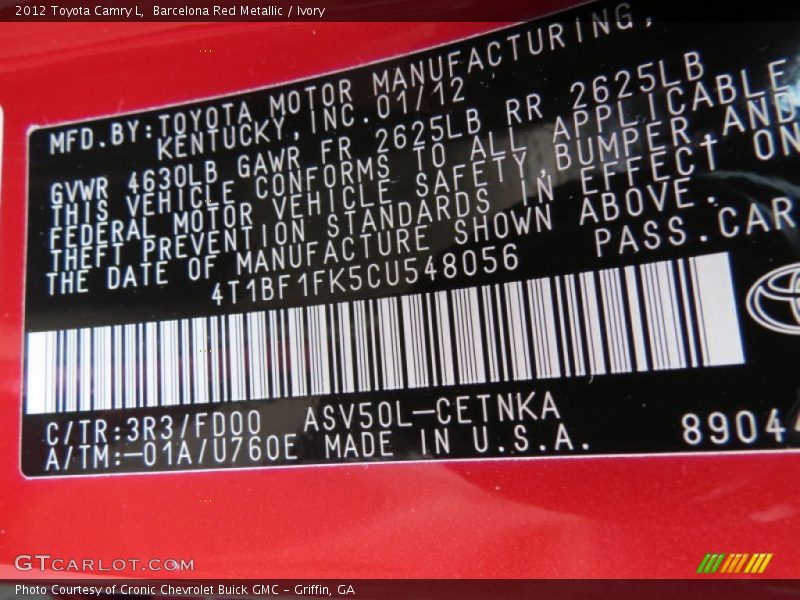 2012 Toyota Camry L, Barcelona Red Metallic / Ivory
MFD.BY:TOYOTA MOTOR MANUFACTURING,
KENTUCKY,INC.01/12
GVWR 4630LB GAWR FR 2625LB RR 2625LB
THIS VEHICLE CONFORMS TO ALL APPLICABLE
FEDERAL MOTOR VEHICLE SAFETY,BUMPER,AND
THEFT PREVENTION STANDARDS IN EFFECT ON
THE DATE OF MANUFACTURE SHOWN ABOVE.
4T1BF1FK5CU548056 PASS.CAR
C/TR:3R3/FD00 ASV50L-CETNKA
A/TM:-01A/U760E MADE IN U.S.A. 8904
GTCARLOT.COM
Photo Courtesy of Cronic Chevrolet Buick GMC - Griffin, GA